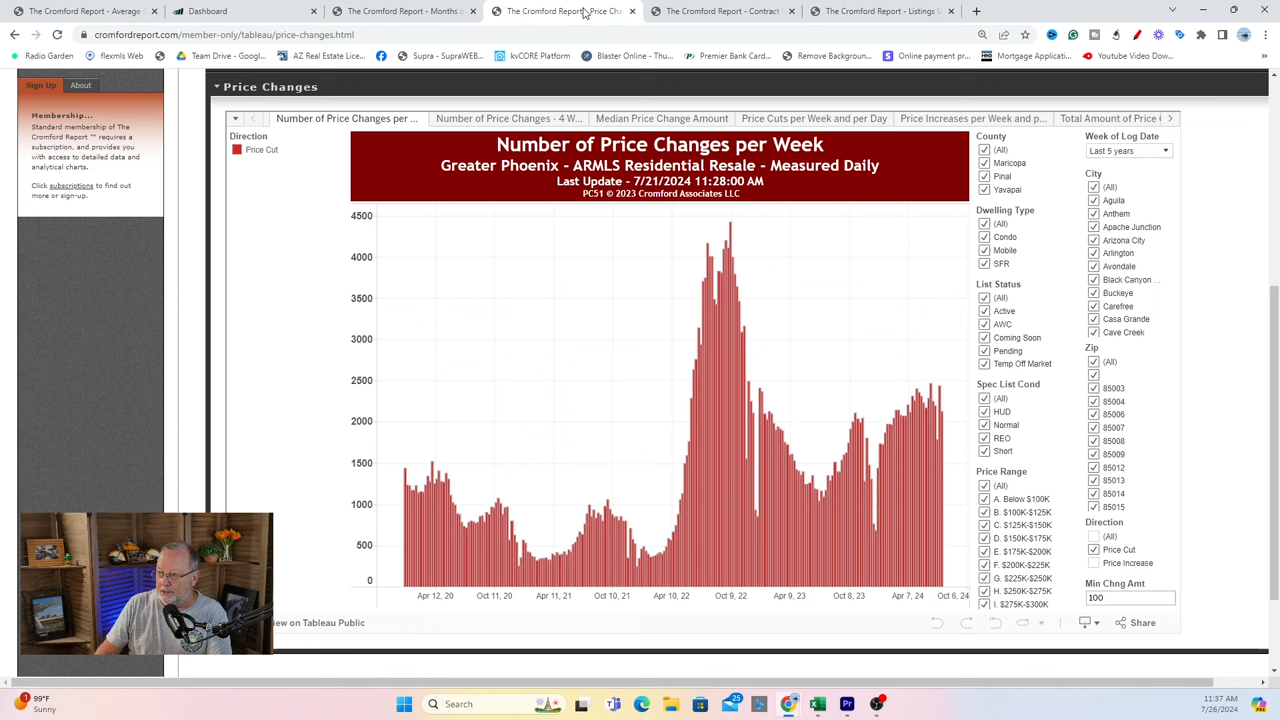 The Cromford Report - Average
Dashboard
The Cromford Report - Months o
The Cromford Report - Price Cha
The Cromford Report - Contract
The Cromford Report - Listings U
cromfordreport.com/member-only/tableau/price-changes.html
Radio Garden
flexmls Web
Team Drive - Googl...
AZ Real Estate Lice...
Supra - SupraWEB...
kvCORE Platform
Blaster Online - Thu...
Premier Bank Card...
Remove Backgroun...
Online payment pr...
Mortgage Applicati...
Youtube Video Dow...
Sign Up
About
Membership...
Standard membership of The
Cromford Report ™ requires a
subscription, and provides
you with access to detailed
data and
analytical charts.
Click subscriptions to find out
more or sign-up.
Price Changes
Number of Price Changes per ...
Number of Price Changes - 4 W...
Median Price Change Amount
Price Cuts per Week and per Day
Price Increases per Week and p...
Total Amount of Price
Direction
Price Cut
Number of Price Changes per Week
Greater Phoenix - ARMLS Residential Resale - Measured Daily
Last Update - 7/21/2024 11:28:00 AM
PC51 © 2023 Cromford Associates LLC
4500
4000
3500
3000
2500
2000
1500
1000
500
0
Apr 12, 20
Oct 11, 20
Apr 11, 21
Oct 10, 21
Apr 10, 22
Oct 9, 22
Apr 9, 23
Oct 8, 23
Apr 7, 24
Oct 6, 24
County
(All)
Maricopa
Pinal
Yavapai
Dwelling Type
(All)
Condo
Mobile
SFR
List Status
(All)
Active
AWC
Coming Soon
Pending
Temp Off Market
Spec List Cond
(All)
HUD
Normal
REO
Short
Price Range
(All)
A. Below $100K
B. $100K-$125K
C. $125K-$150K
D. $150K-$175K
E. $175K-$200K
F. $200K-$225K
G. $225K-$250K
H. $250K-$275K
I. $275K-$300K
Week of Log Date
Last 5 years
City
(All)
Aguila
Anthem
Apache Junction
Arizona City
Arlington
Avondale
Black Canyon ...
Buckeye
Carefree
Casa Grande
Cave Creek
Zip
(All)
85003
85004
85006
85007
85008
85009
85012
85013
85014
85015
Direction
(All)
Price Cut
Price Increase
Min Chng Amt
100
iew on Tableau Public
Share
1
99°F
Sunny
Search
25
11:37 AM
7/26/2024